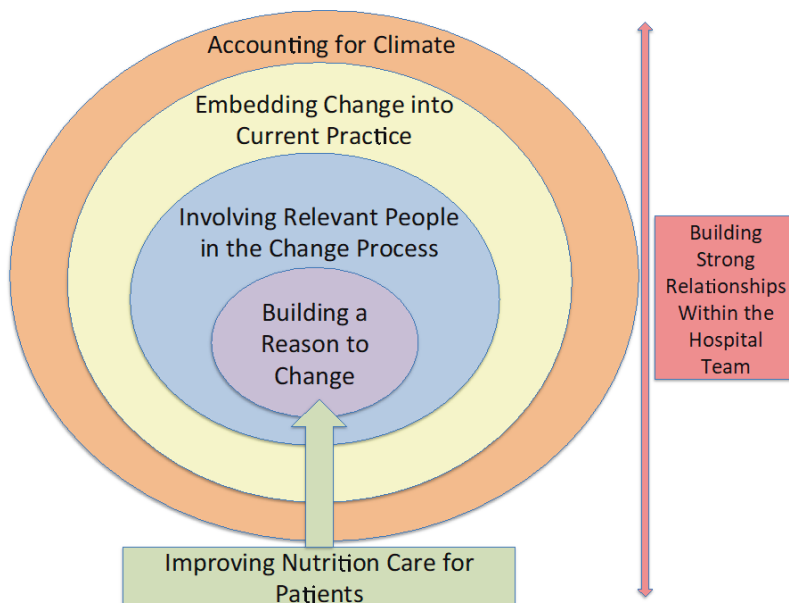 Accounting for Climate
Embedding Change into
Current Practice
Involving Relevant People
in the Change Process
Building a
Reason to
Change
Improving Nutrition Care for
Patients
Building
Strong
Relationships
Within the
Hospital
Team